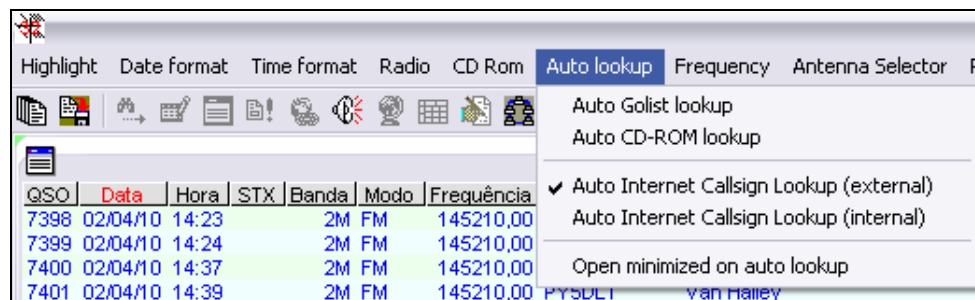 Highlight Date format Time format Radio CD Rom Auto lookup Frequency Antenna Selector
Auto Golist lookup
Auto CD-ROM lookup
Auto Internet Callsign Lookup (external)
Auto Internet Callsign Lookup (internal)
Open minimized on auto lookup
QSO Data Hora STX Banda Modo Frequência
7398 02/04/10 14:23 2M FM 145210,00
7399 02/04/10 14:24 2M FM 145210,00
7400 02/04/10 14:37 2M FM 145210,00
7401 02/04/10 14:39 2M FM 145210,00 PY5DLT Van Hailey